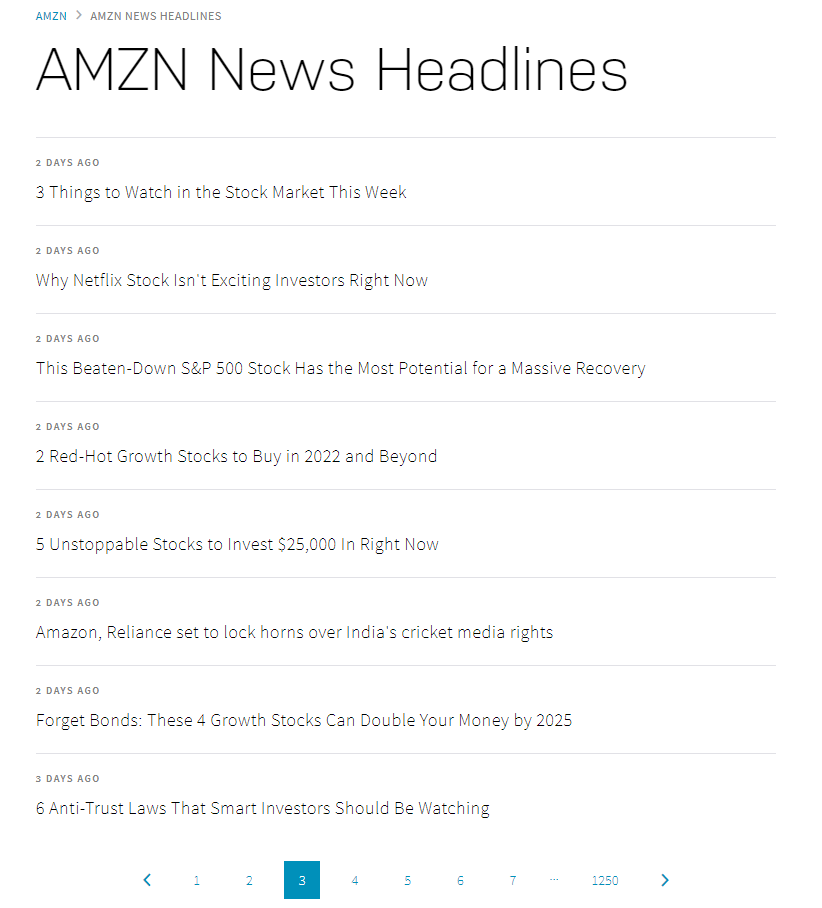 AMZN > AMZN NEWS HEADLINES
AMZN News Headlines
2 DAYS AGO
3 Things to Watch in the Stock Market This Week
2 DAYS AGO
Why Netflix Stock Isn't Exciting Investors Right Now
2 DAYS AGO
This Beaten-Down S&P 500 Stock Has the Most Potential for a Massive Recovery
2 DAYS AGO
2 Red-Hot Growth Stocks to Buy in 2022 and Beyond
2 DAYS AGO
5 Unstoppable Stocks to Invest $25,000 In Right Now
2 DAYS AGO
Amazon, Reliance set to lock horns over India's cricket media rights
2 DAYS AGO
Forget Bonds: These 4 Growth Stocks Can Double Your Money by 2025
3 DAYS AGO
6 Anti-Trust Laws That Smart Investors Should Be Watching
< 1 2 3 4 5 6 7 ... 1250 >